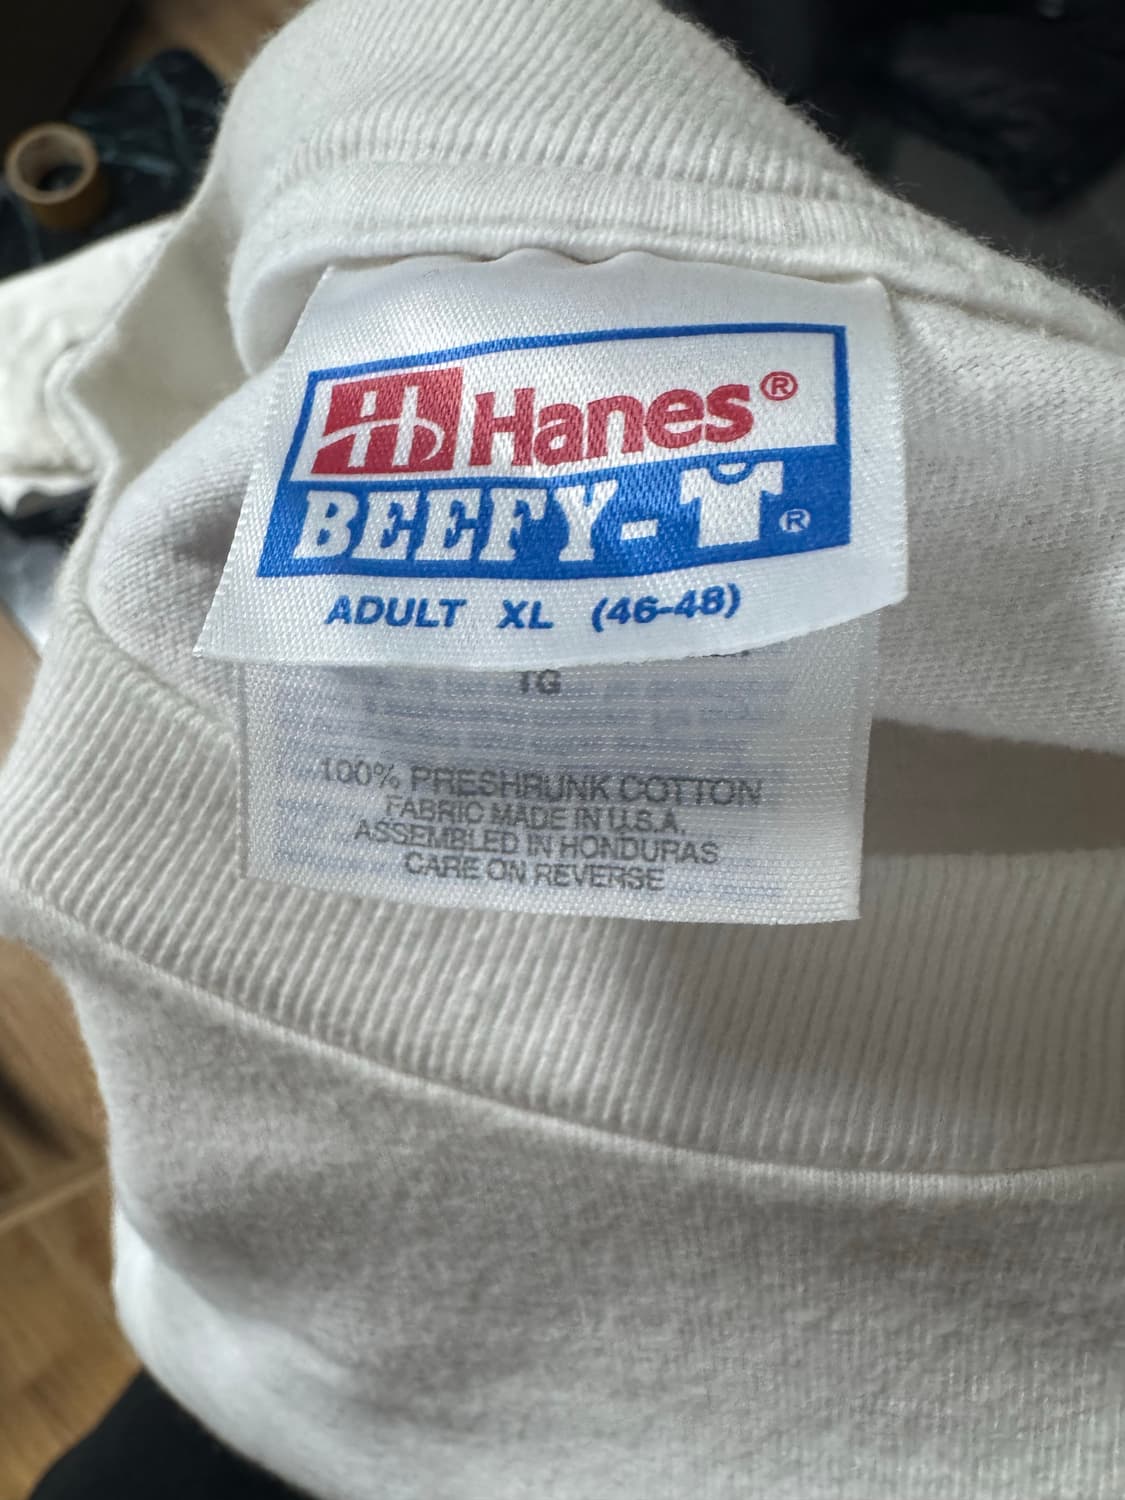 Hanes®
BEEFY-T®
ADULT XL (46-48)
TG
100% PRESHRUNK COTTON
FABRIC MADE IN U.S.A.
ASSEMBLED IN HONDURAS
CARE ON REVERSE